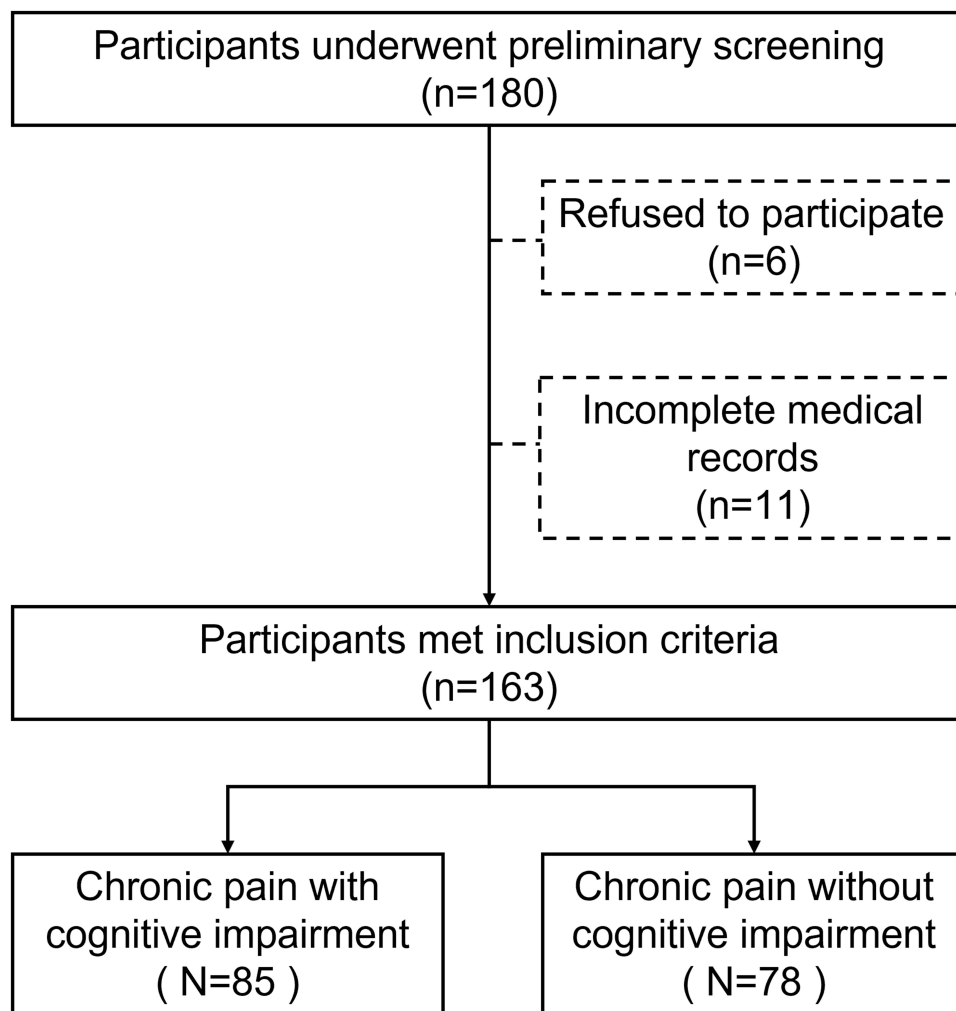 Participants underwent preliminary screening
(n=180)
Refused to participate
(n=6)
Incomplete medical
records
(n=11)
Participants met inclusion criteria
(n=163)
Chronic pain with
cognitive impairment
( N=85 )
Chronic pain without
cognitive impairment
( N=78 )